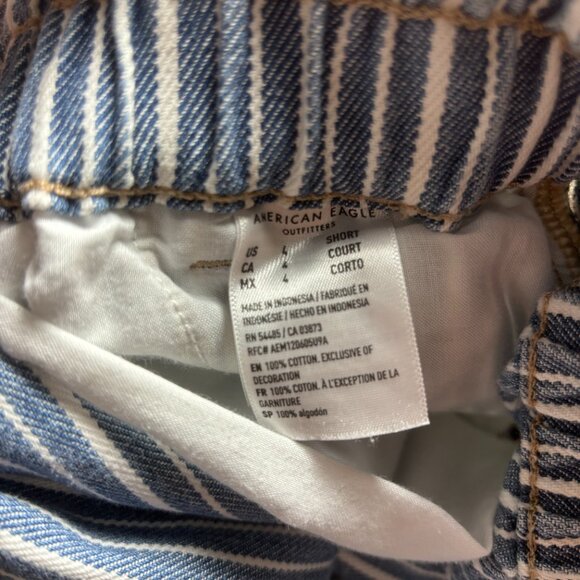 AMERICAN EAGLE
OUTFITTERS
US 4 SHORT
CA 4 COURT
MX 4 CORTO
MADE IN INDONESIA / FABRIQUÉ EN
INDONÉSIE / HECHO EN INDONESIA
RN 54485 / CA 03873
RFC# AEM120605U9A
EN 100% COTTON. EXCLUSIVE OF
DECORATION
FR 100% COTON. À L'EXCEPTION DE LA
GARNITURE
SP 100% algodón